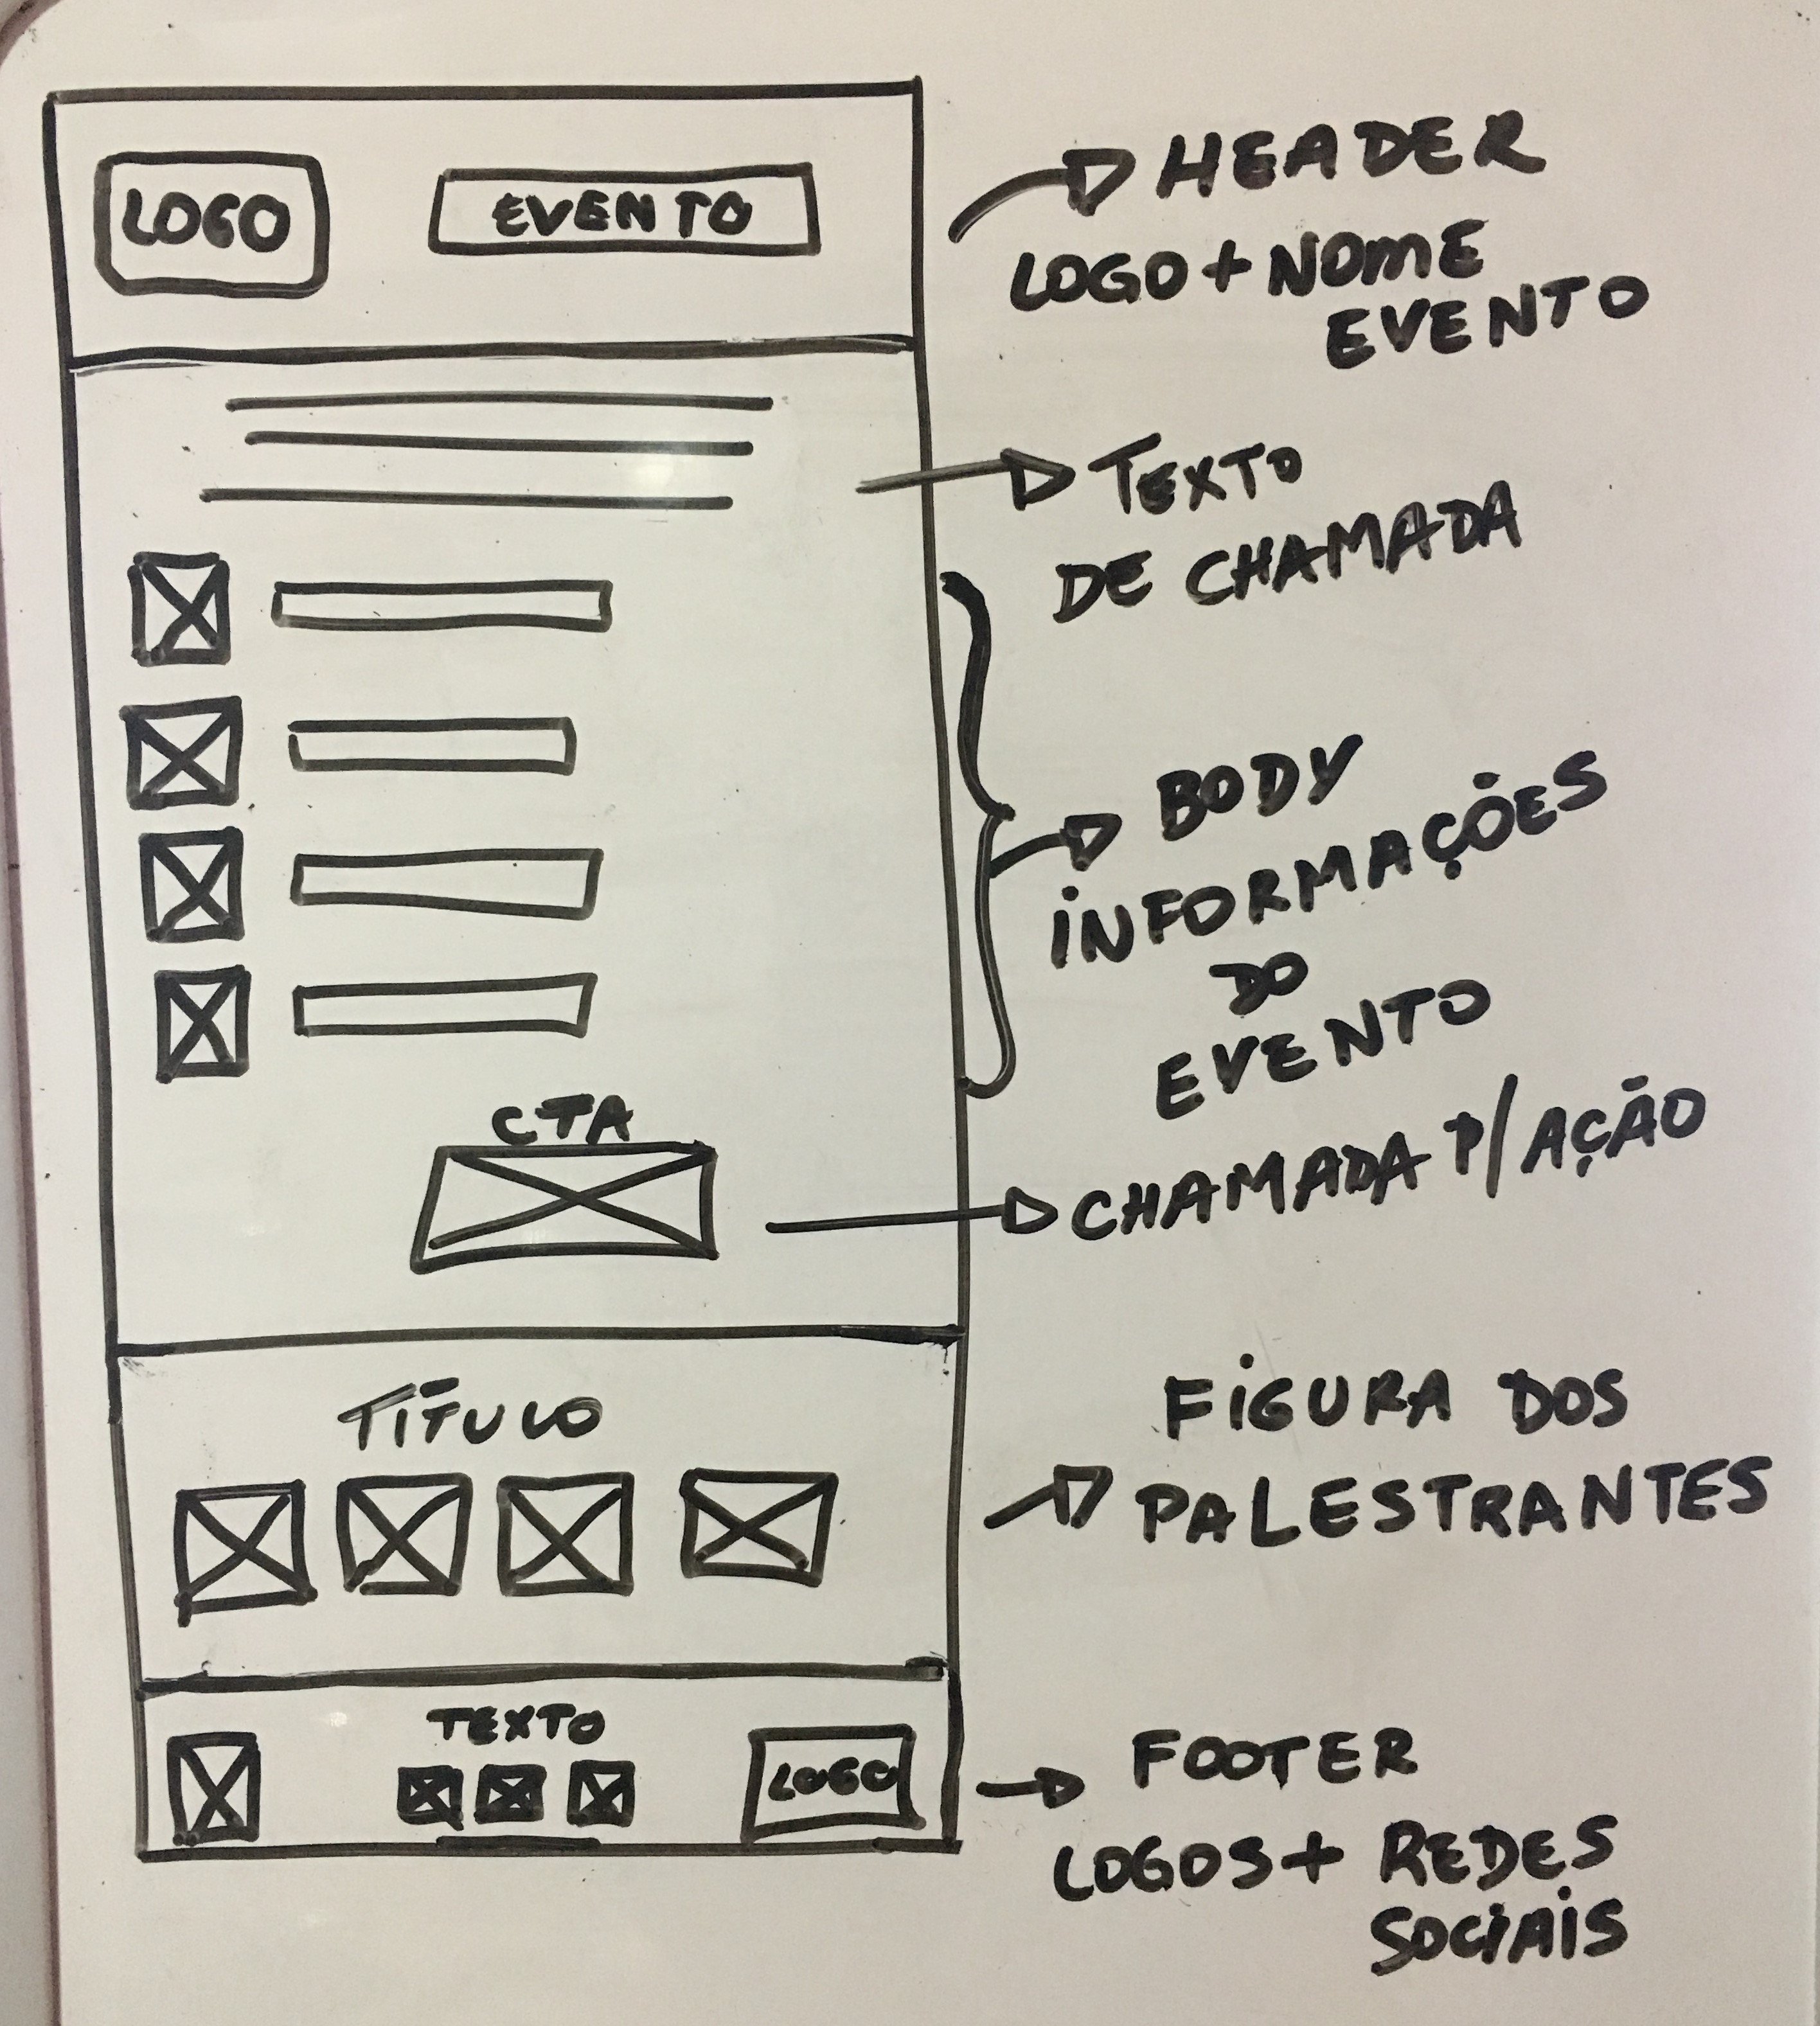 LOGO
EVENTO
HEADER
LOGO + NOME
EVENTO
TEXTO
DE CHAMADA
BODY
INFORMAÇÕES
DO
EVENTO
CTA
CHAMADA P/ AÇÃO
TÍTULO
FIGURA DOS
PALESTRANTES
TEXTO
LOGO
FOOTER
LOGOS + REDES
SOCIAIS